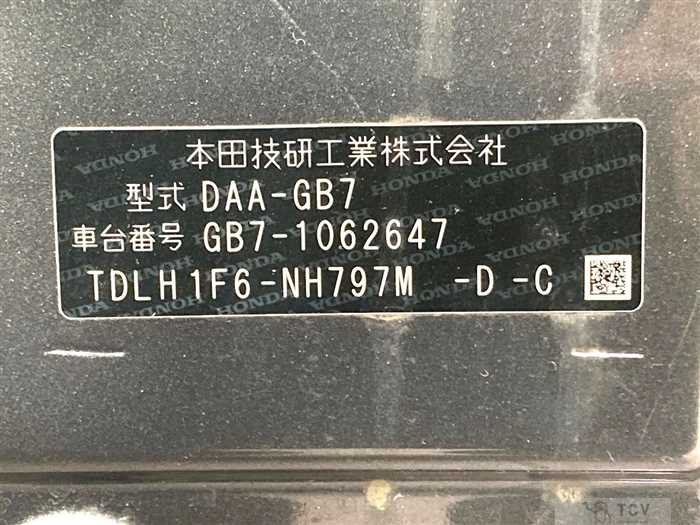 本田技研工業株式会社
型式 DAA-GB7
車台番号 GB7-1062647
TDLH1F6-NH797M -D -C
TCV